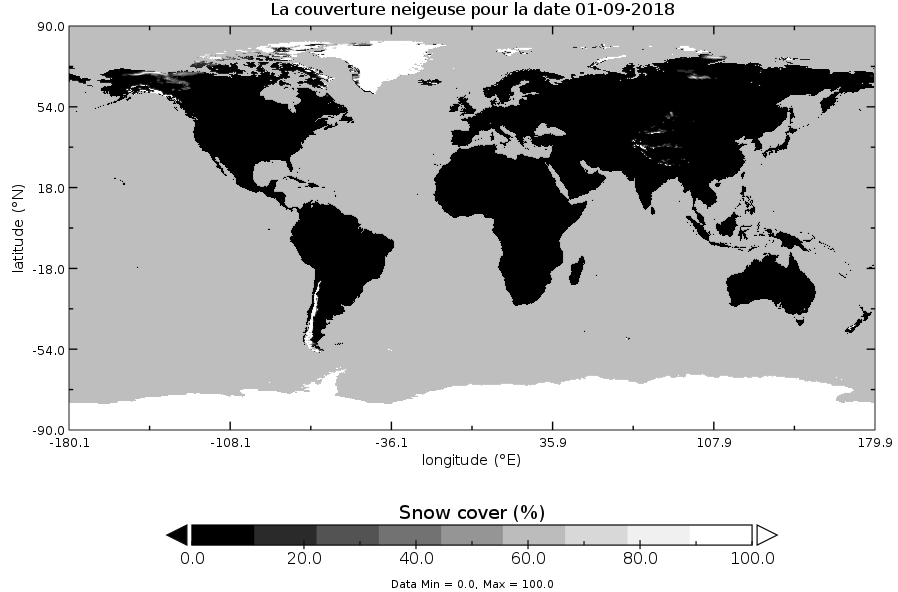 La couverture neigeuse pour la date 01-09-2018
90.0
54.0
18.0
-18.0
-54.0
-90.0
latitude (°N)
-180.1 -108.1 -36.1 35.9 107.9 179.9
longitude (°E)
Snow cover (%)
0.0 20.0 40.0 60.0 80.0 100.0
Data Min = 0.0, Max = 100.0